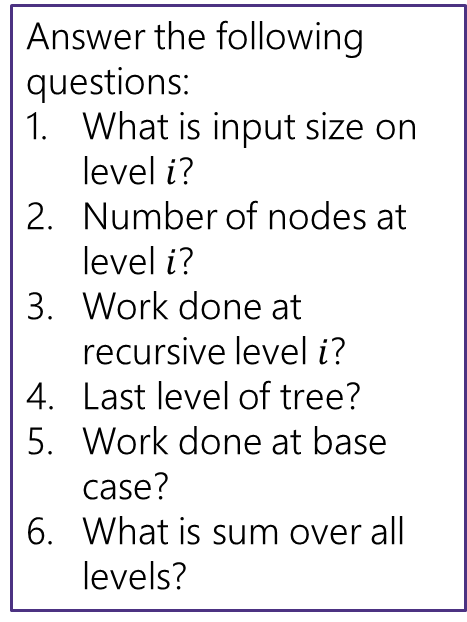 Answer the following
questions:
1. What is input size on
level i?
2. Number of nodes at
level i?
3. Work done at
recursive level i?
4. Last level of tree?
5. Work done at base
case?
6. What is sum over all
levels?